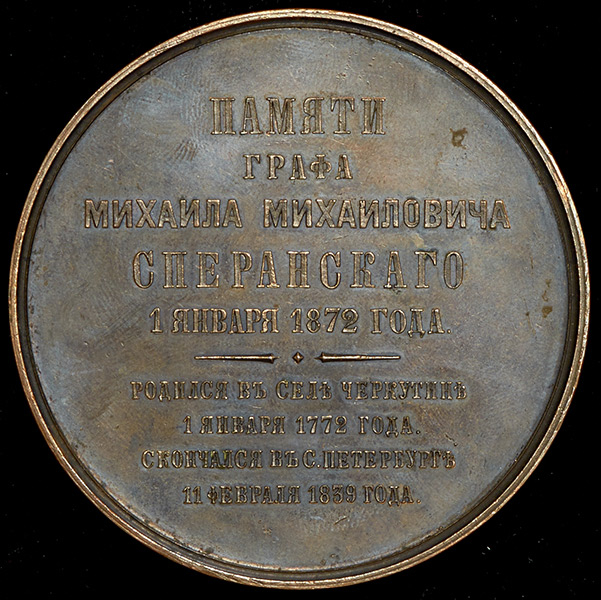 ПАМЯТИ
ГРАФА
МИХАИЛА МИХАИЛОВИЧА
СПЕРАНСКАГО
1 ЯНВАРЯ 1872 ГОДА.
РОДИЛСЯ ВЪ СЕЛѢ ЧЕРКУТИНѢ
1 ЯНВАРЯ 1772 ГОДА.
СКОНЧАЛСЯ ВЪ С. ПЕТЕРБУРГѢ
11 ФЕВРАЛЯ 1839 ГОДА.